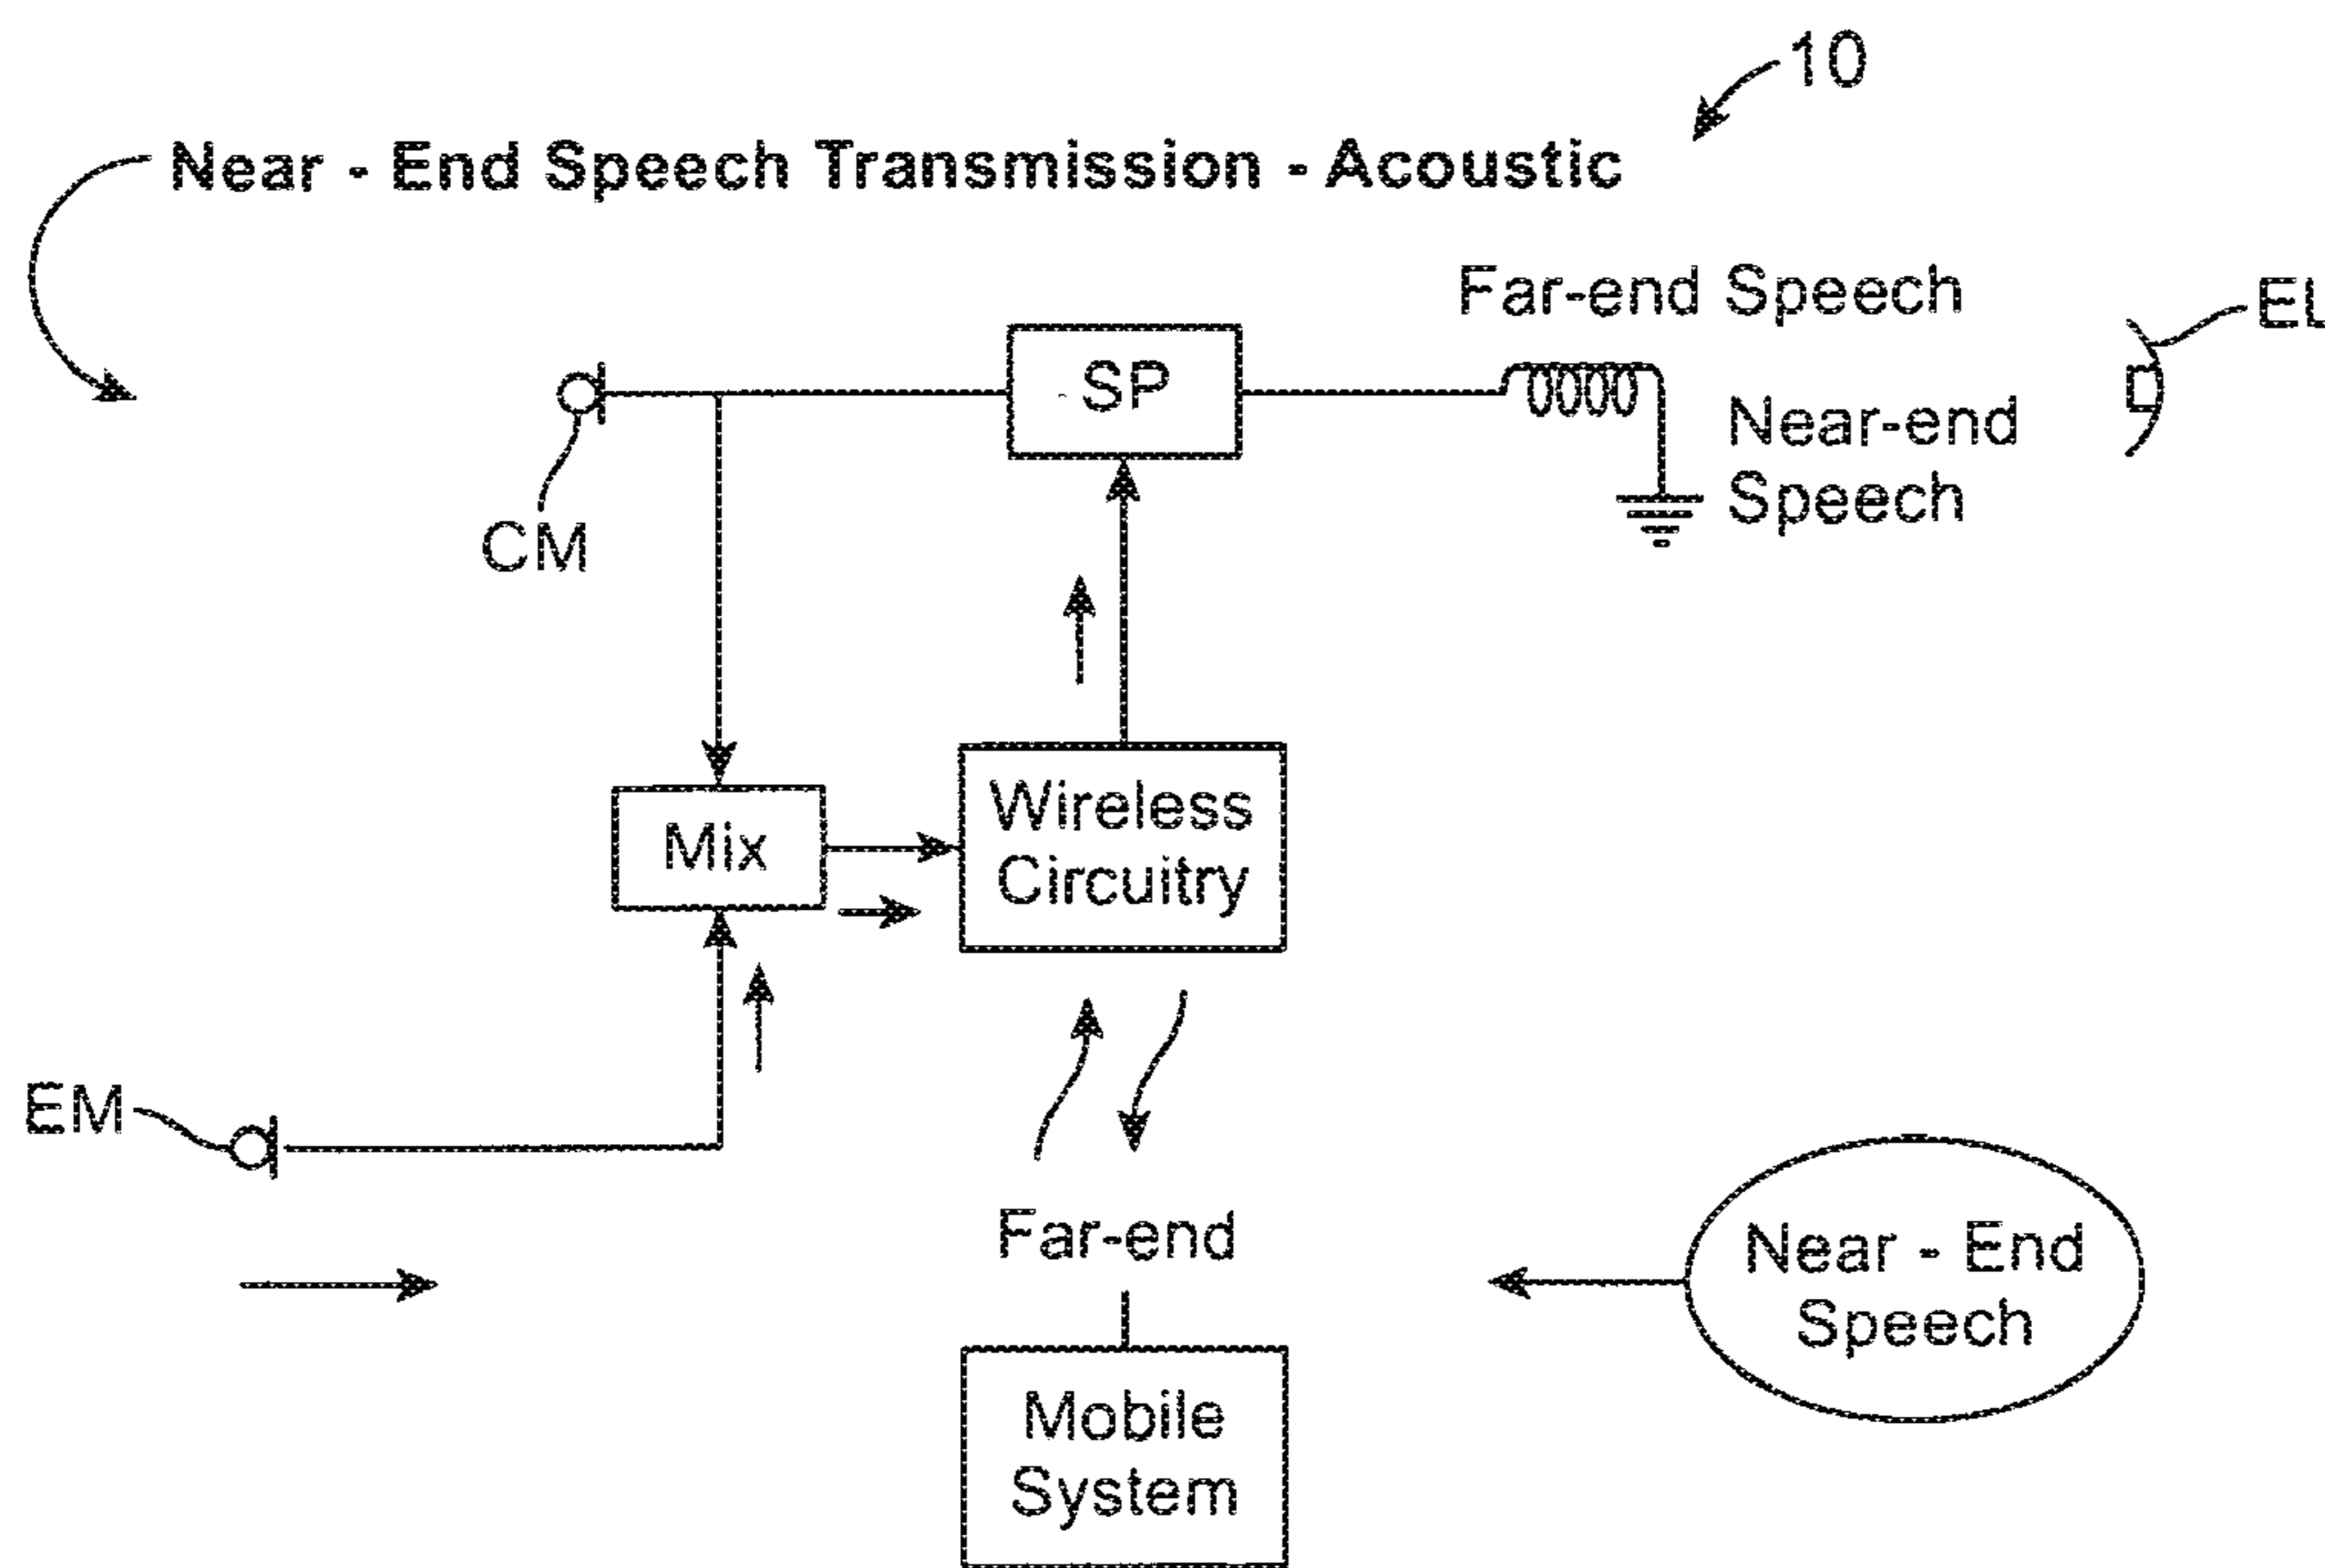 10
Near - End Speech Transmission - Acoustic
Far-end Speech
EL
SP
Near-end
Speech
CM
Wireless
Circuitry
Mix
EM
Far-end
Near - End
Speech
Mobile
System